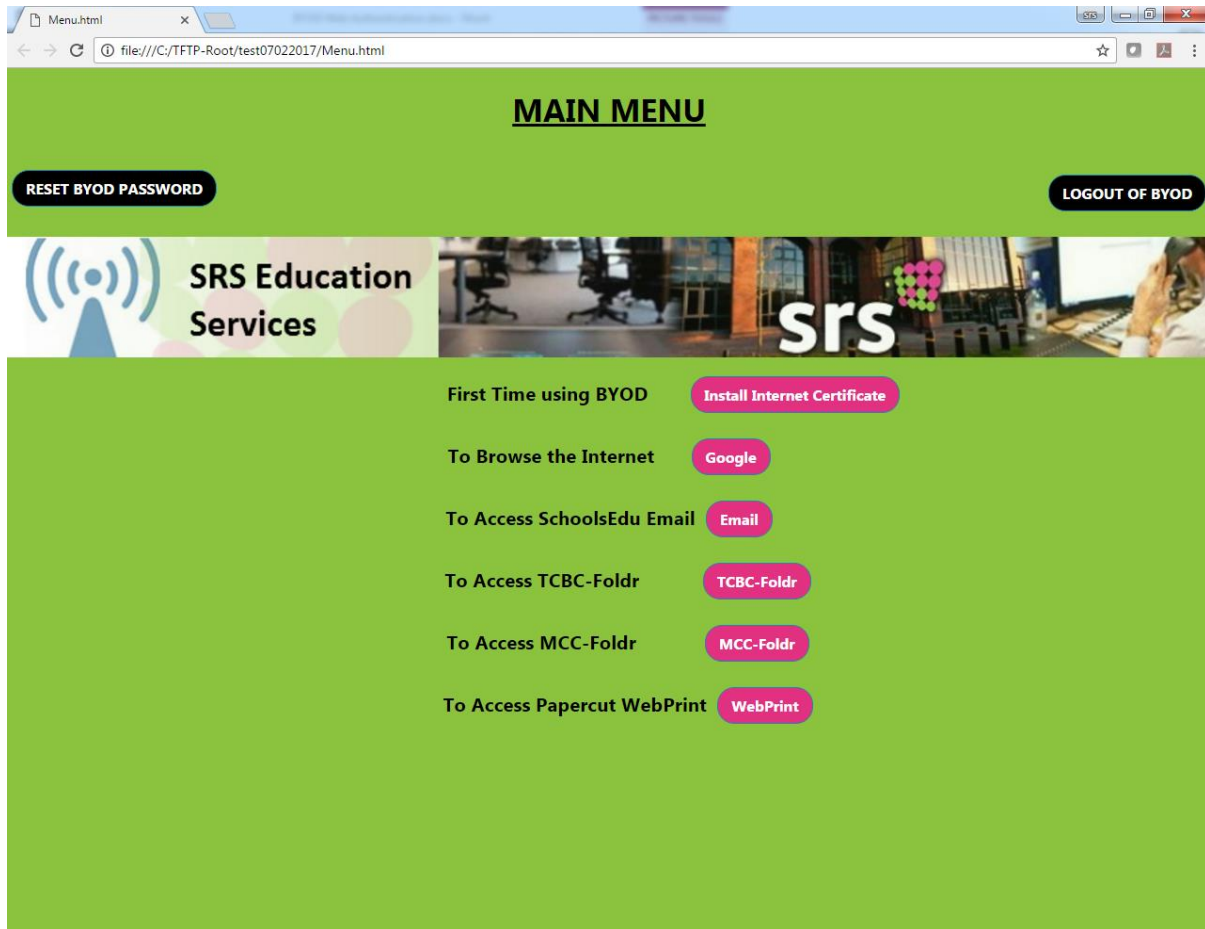 Menu.html
SRS
file:///C:/TFTP-Root/test07022017/Menu.html
MAIN MENU
RESET BYOD PASSWORD
LOGOUT OF BYOD
SRS Education
Services
srs
First Time using BYOD Install Internet Certificate
To Browse the Internet Google
To Access SchoolsEdu Email Email
To Access TCBC-Foldr TCBC-Foldr
To Access MCC-Foldr MCC-Foldr
To Access Papercut WebPrint WebPrint